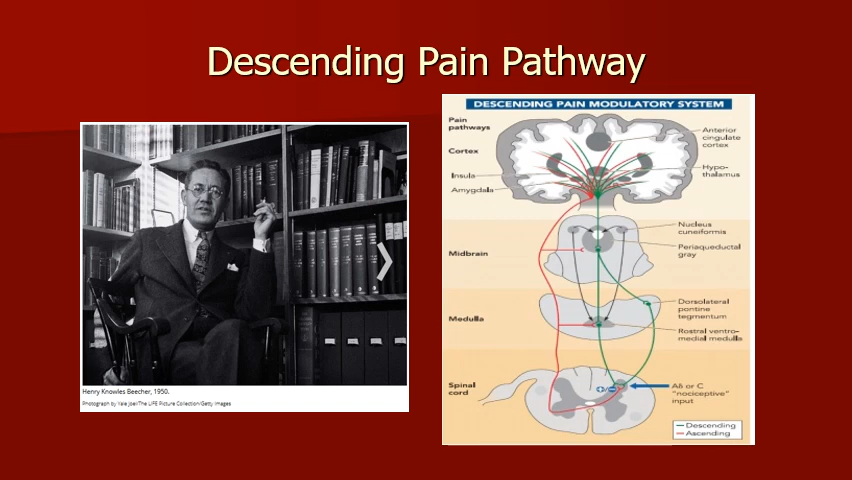 Descending Pain Pathway
Henry Knowles Beecher, 1950.
Photograph by Yale Joel/The LIFE Picture Collection/Getty Images
DESCENDING PAIN MODULATORY SYSTEM
Pain
pathways
Cortex
Insula
Amygdala
Anterior
cingulate
cortex
Hypo-
thalamus
Midbrain
Nucleus
cuneiformis
Periaqueductal
gray
Medulla
Dorsolateral
pontine
tegmentum
Rostral ventro-
medial medulla
Spinal
cord
Aδ or C
"nociceptive"
input
Descending
Ascending